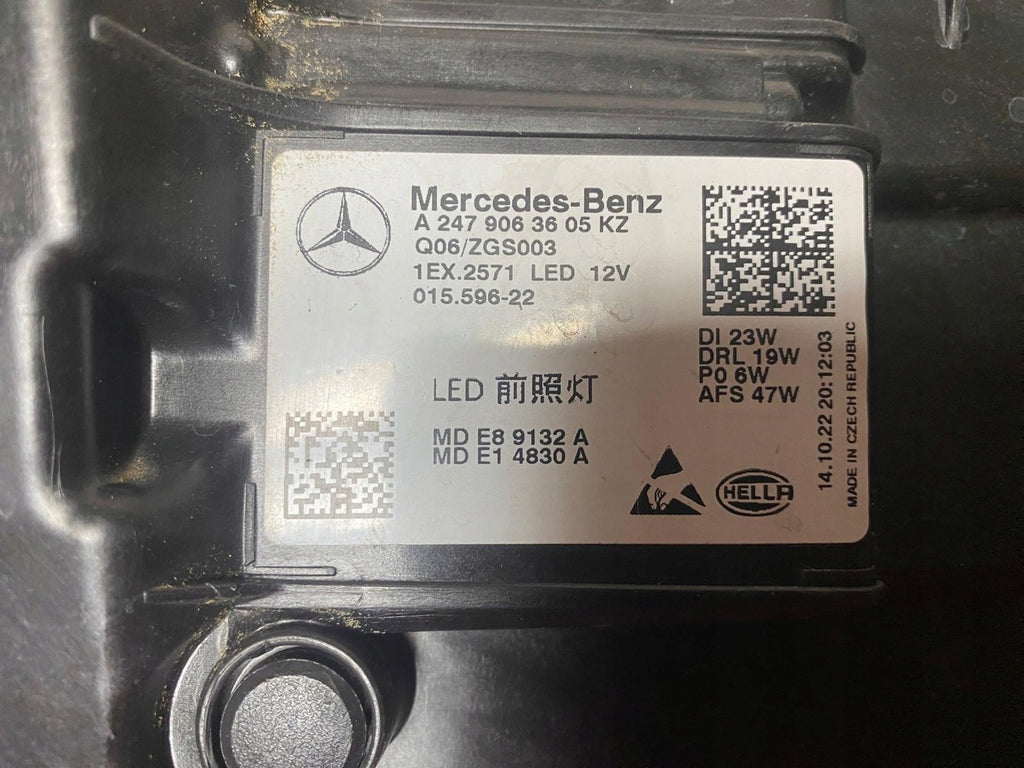 Mercedes-Benz
A 247 906 36 05 KZ
Q06/ZGS003
1EX.2571 LED 12V
015.596-22
DI 23W
DRL 19W
P0 6W
AFS 47W
LED 前照灯
MD E8 9132 A
MD E1 4830 A
HELLA
14.10.22 20:12:03
MADE IN CZECH REPUBLIC